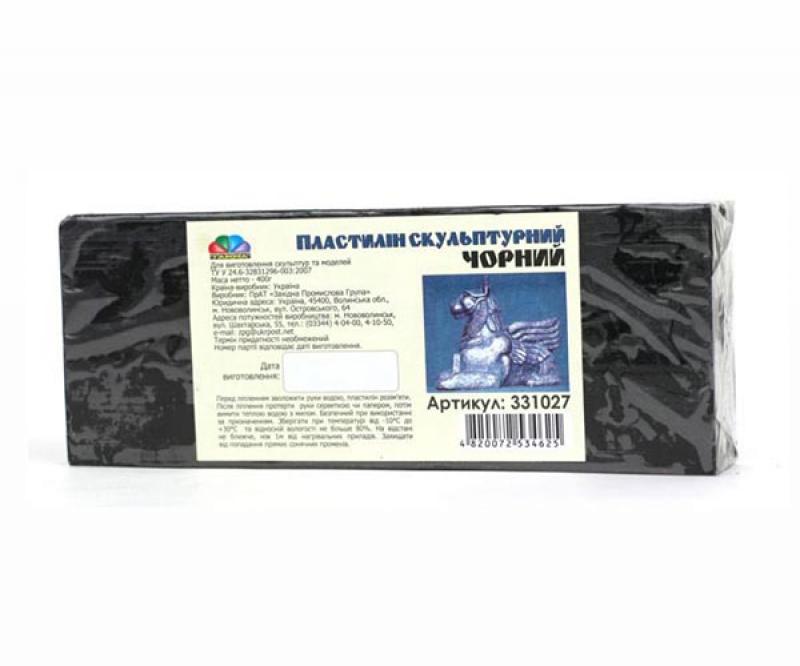 ГАММА
ПЛАСТИЛІН СКУЛЬПТУРНИЙ
ЧОРНИЙ
Для виготовлення скульптур та моделей
ТУ У 24.6-32831296-003:2007
Маса нетто - 400г
Країна-виробник: Україна
Виробник: ПрАТ «Західна Промислова Група»
Юридична адреса: Україна, 45400, Волинська обл.,
м. Нововолинськ, вул. Островського, 64
Адреса потужностей виробництва: м. Нововолинськ,
вул. Шахтарська, 55, тел.: (03344) 4-04-00, 4-10-50,
e-mail: zpg@ukrpost.net
Термін придатності необмежений
Номер партії відповідає даті виготовлення.
Дата
виготовлення:
Перед ліпленням зволожити руки водою, пластилін розім'яти.
Після ліплення протерти руки серветкою чи папером, потім
вимити теплою водою з милом. Безпечний при використанні
за призначенням. Зберігати при температурі від -10°С до
+30°С та відносній вологості не більше 80%. На відстані
не ближче, ніж 1м від нагрівальних приладів. Захищати
від попадання прямих сонячних променів.
Артикул: 331027
4 820072 534625